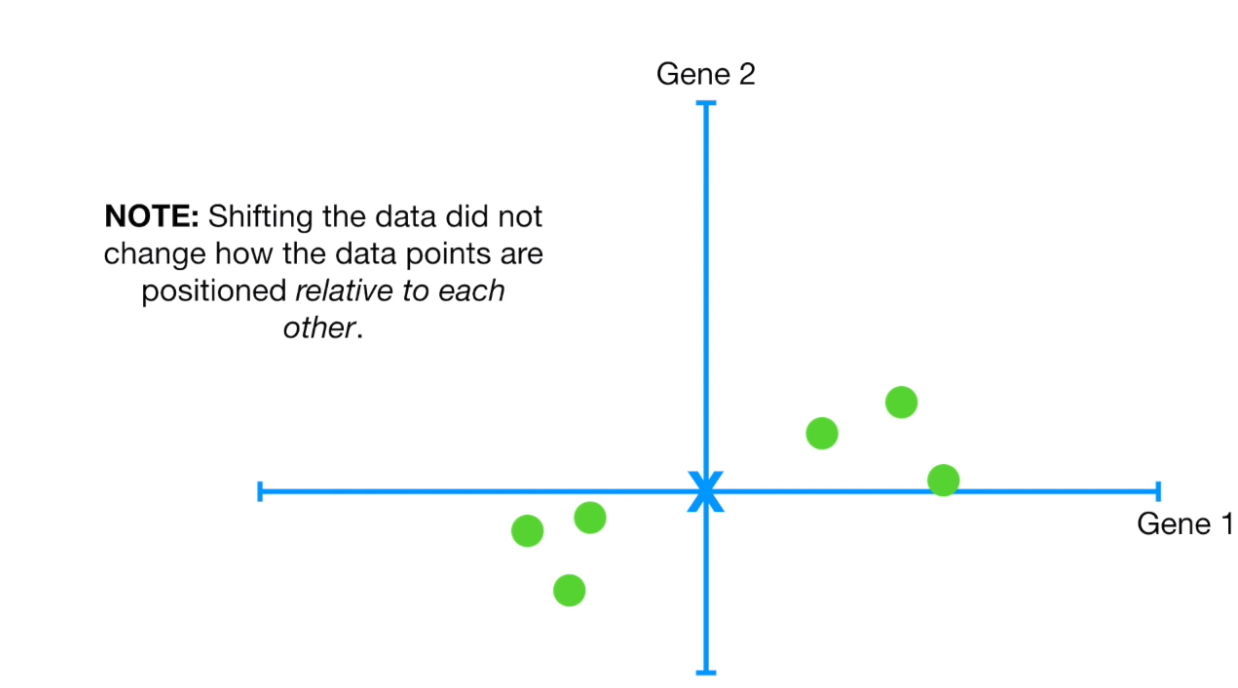 Gene 2
NOTE: Shifting the data did not
change how the data points are
positioned relative to each
other.
X
Gene 1